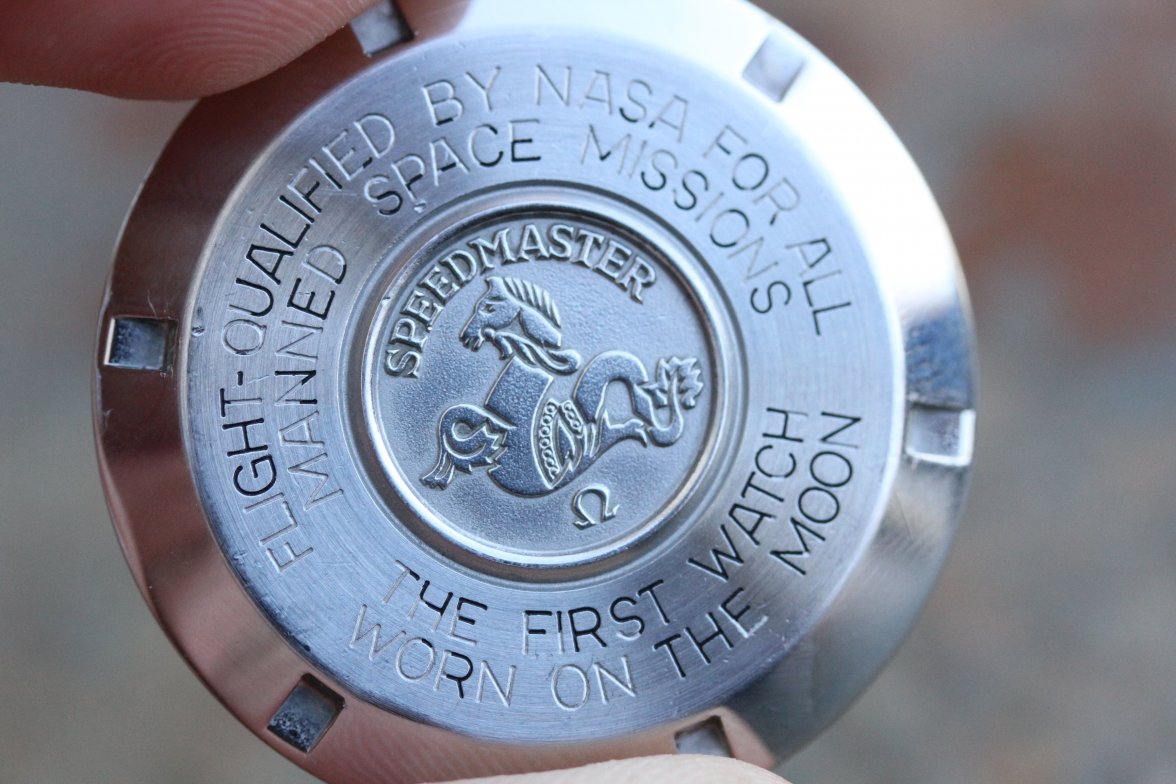 FLIGHT-QUALIFIED BY NASA FOR ALL
MANNED SPACE MISSIONS
SPEEDMASTER
Ω
THE FIRST WATCH
WORN ON THE MOON